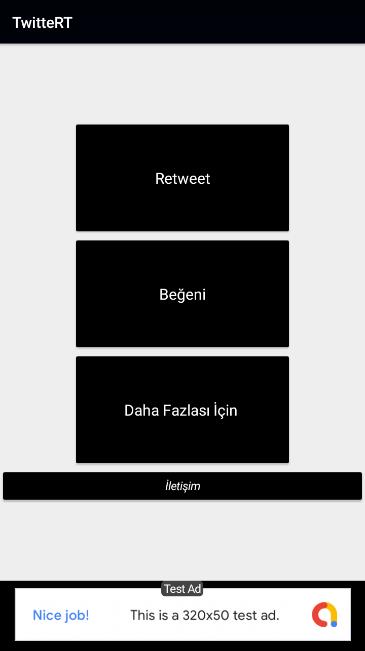 TwitteRT
Retweet
Beğeni
Daha Fazlası İçin
İletişim
Test Ad
Nice job!
This is a 320x50 test ad.